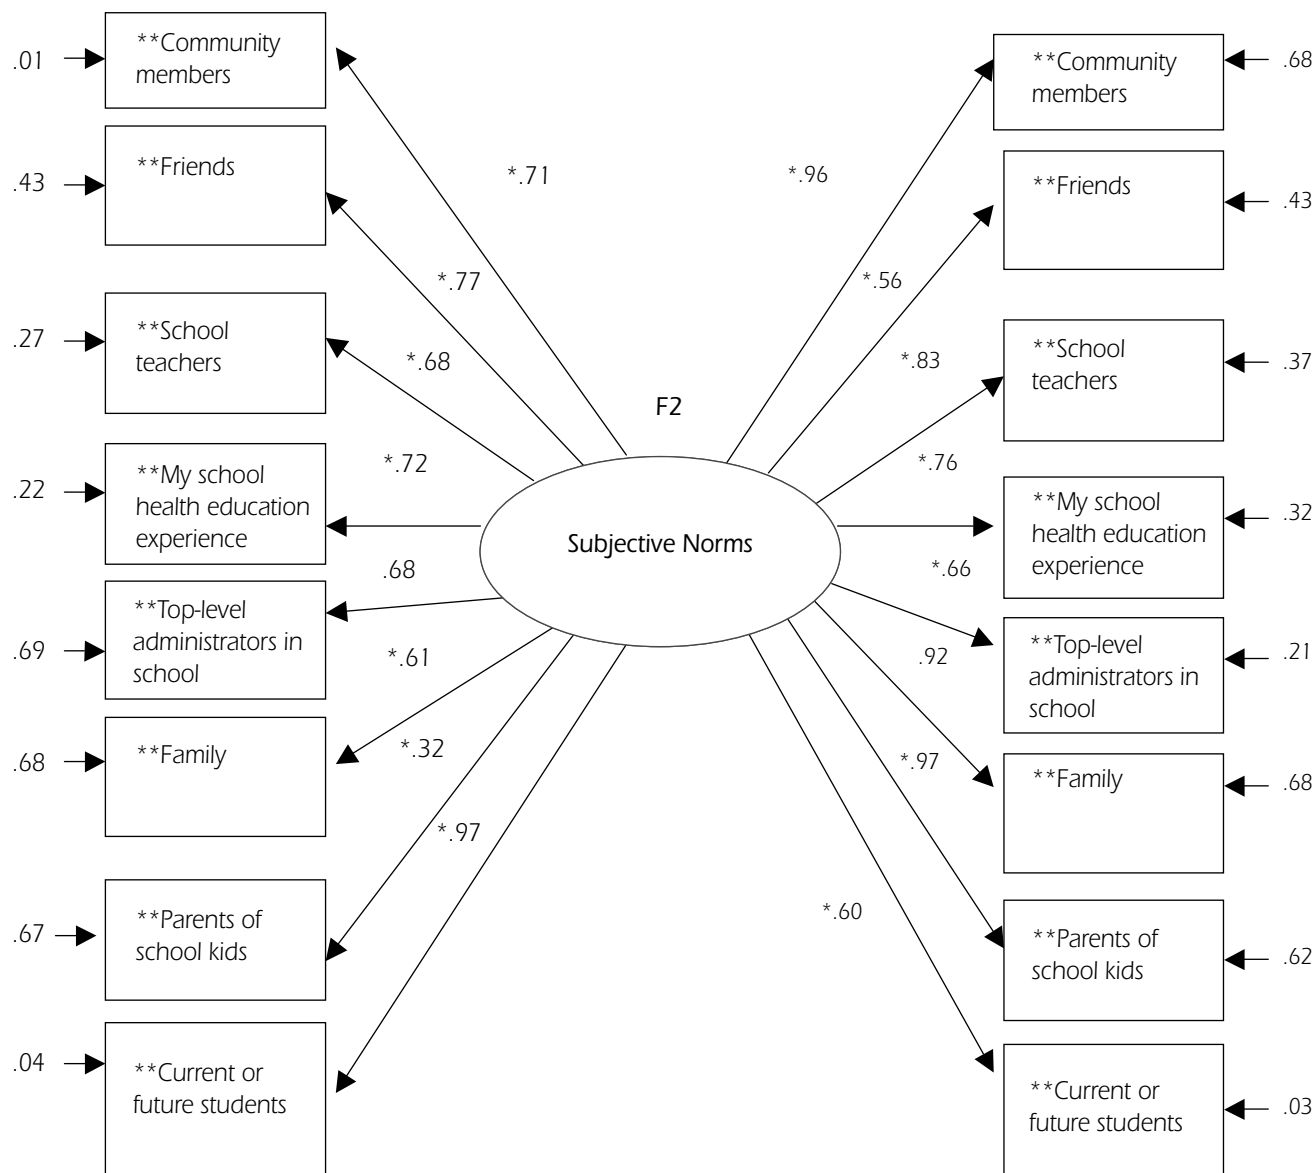 .01
**Community
members
.43
**Friends
.27
**School
teachers
.22
**My school
health education
experience
.69
**Top-level
administrators in
school
.68
**Family
.67
**Parents of
school kids
.04
**Current or
future students
*.71
*.77
*.68
*.72
.68
*.61
*.32
*.97
F2
Subjective Norms
*.96
*.56
*.83
*.76
*.66
.92
*.97
*.60
**Community
members
.68
**Friends
.43
**School
teachers
.37
**My school
health education
experience
.32
**Top-level
administrators in
school
.21
**Family
.68
**Parents of
school kids
.62
**Current or
future students
.03